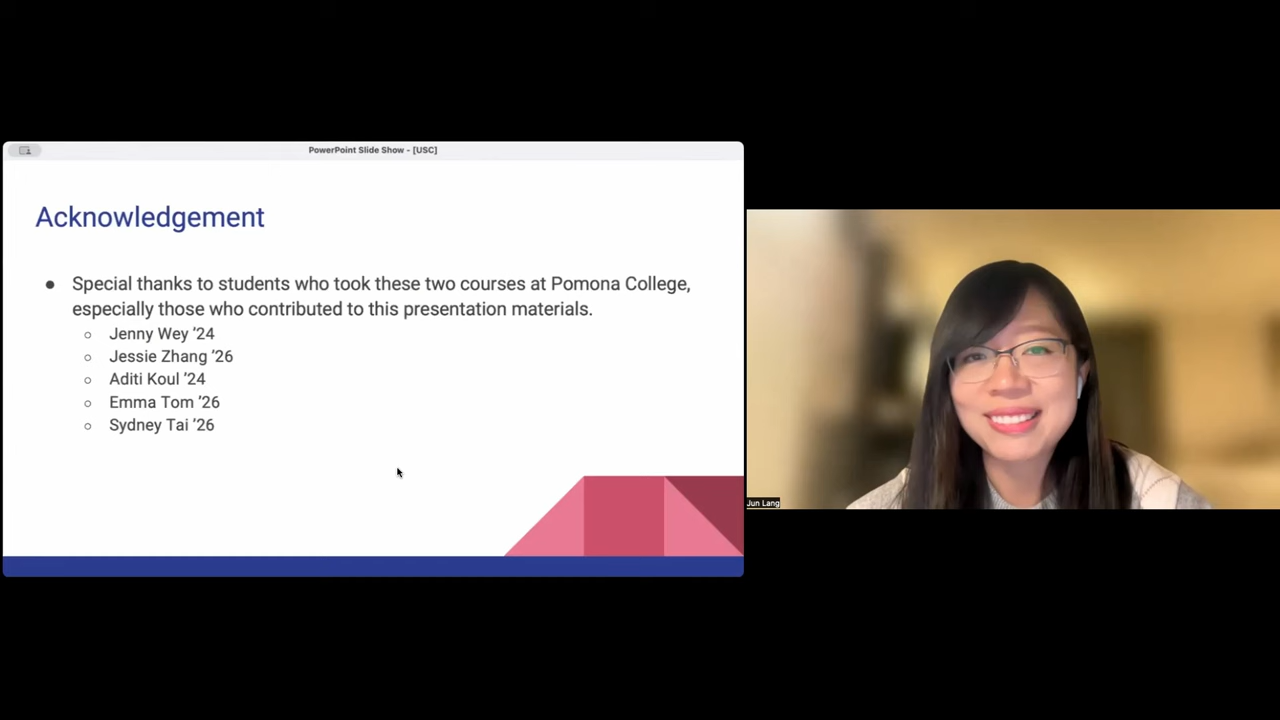 PowerPoint Slide Show - [USC]
Acknowledgement
● Special thanks to students who took these two courses at Pomona College,
especially those who contributed to this presentation materials.
○ Jenny Wey ’24
○ Jessie Zhang ’26
○ Aditi Koul ’24
○ Emma Tom ’26
○ Sydney Tai ’26
Jun Lang